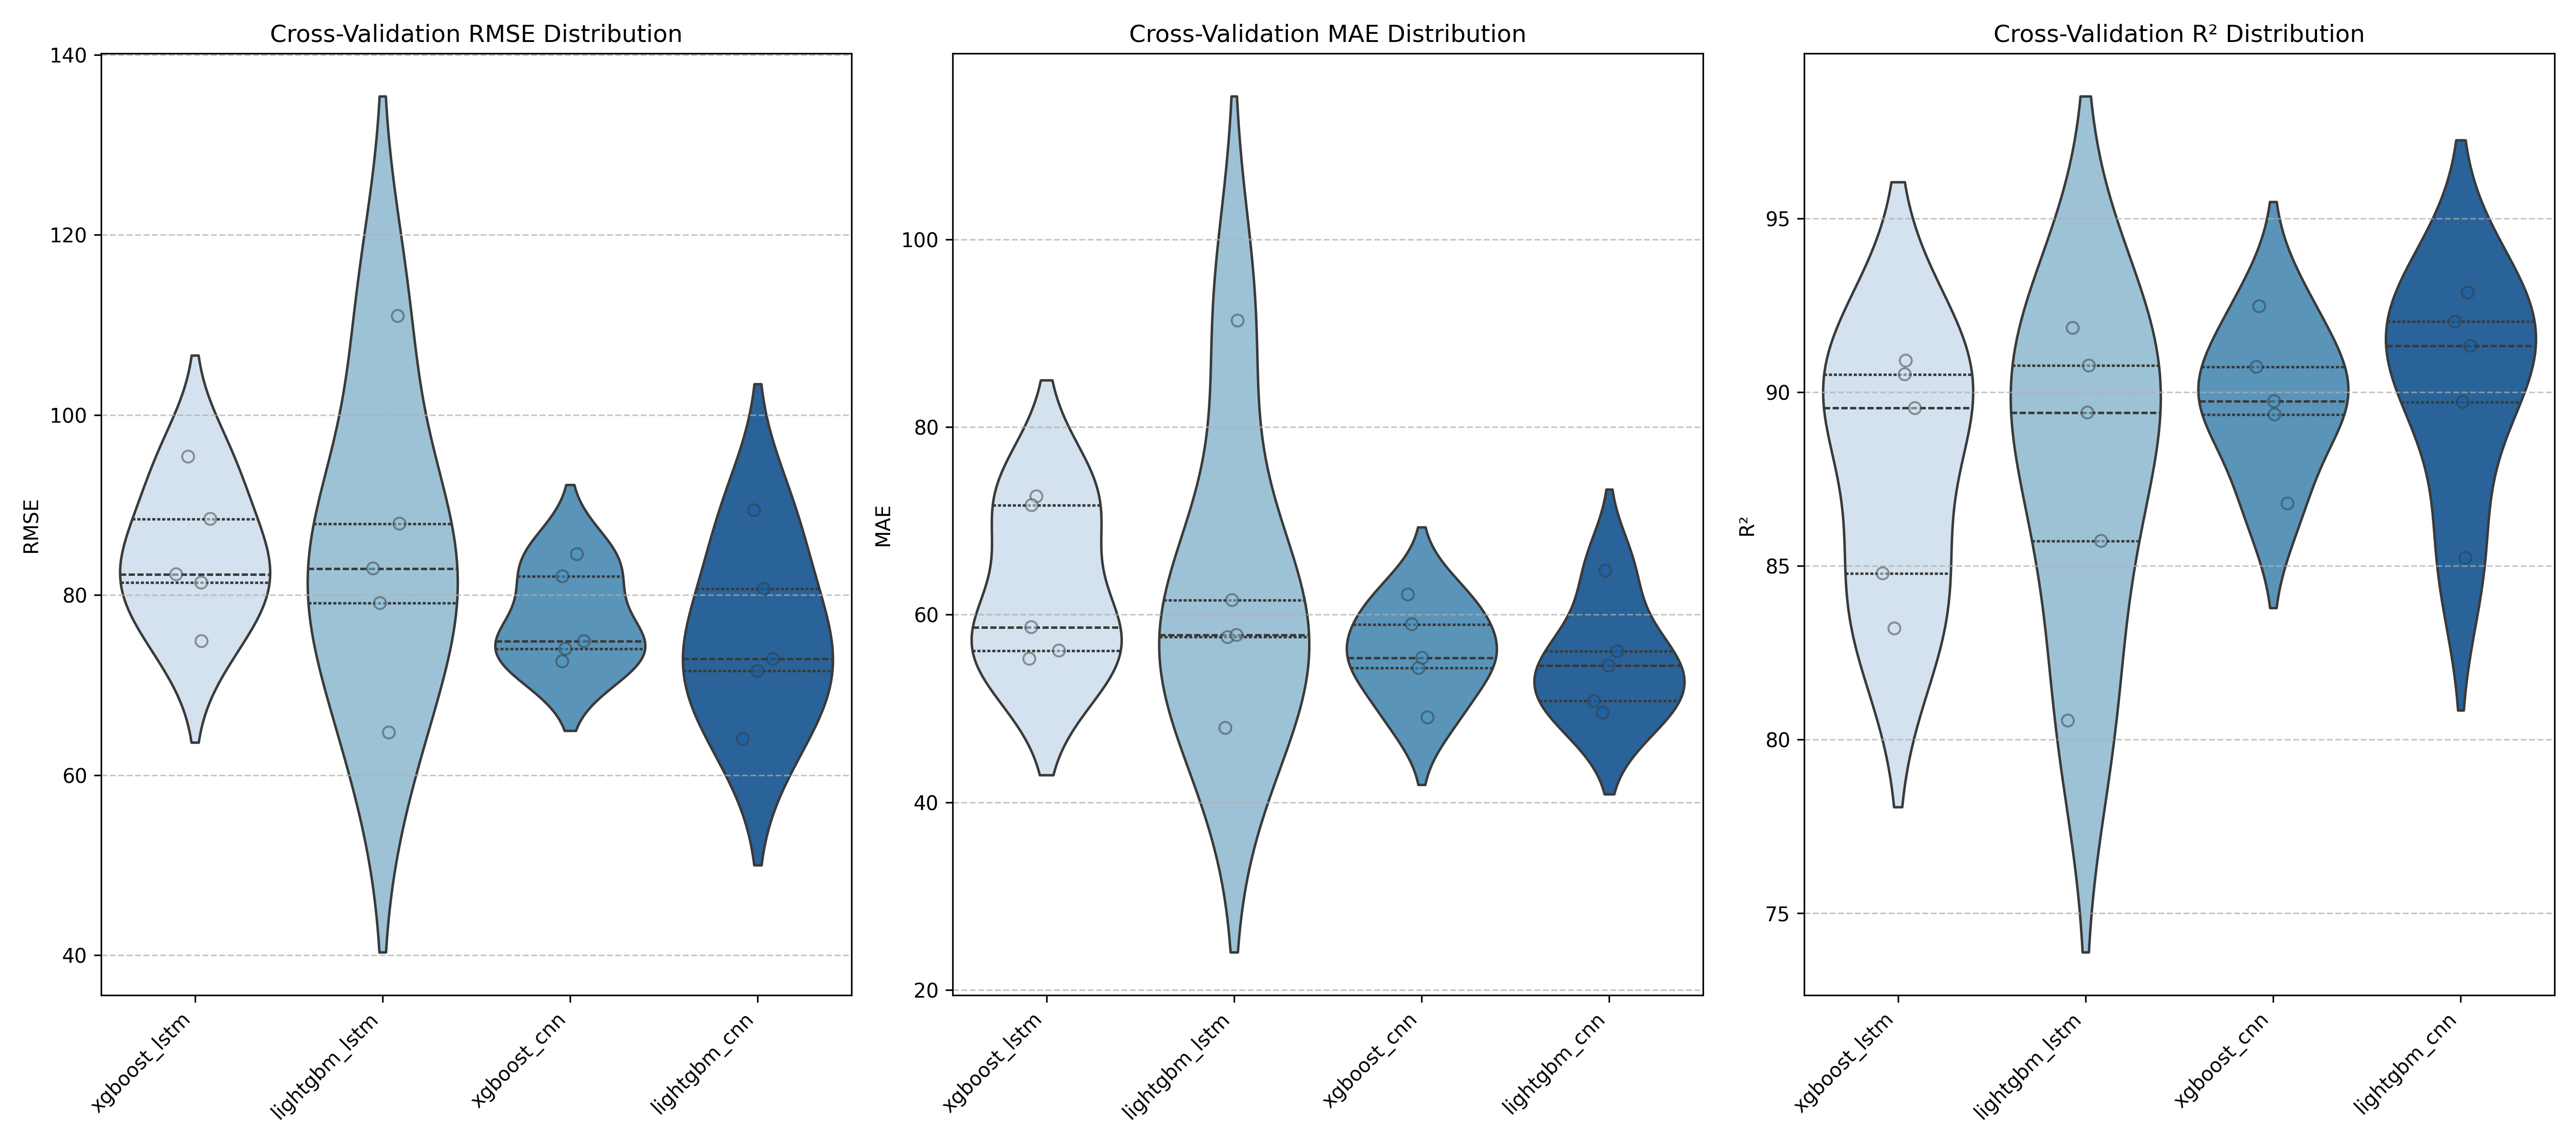 Cross-Validation RMSE Distribution
RMSE
140
120
100
80
60
40
xgboost_lstm
lightgbm_lstm
xgboost_cnn
lightgbm_cnn
Cross-Validation MAE Distribution
MAE
100
80
60
40
20
xgboost_lstm
lightgbm_lstm
xgboost_cnn
lightgbm_cnn
Cross-Validation R² Distribution
R²
95
90
85
80
75
xgboost_lstm
lightgbm_lstm
xgboost_cnn
lightgbm_cnn